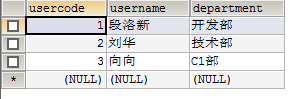 usercode username department
1 段洛新 开发部
2 刘华 技术部
3 向向 C1部
* (NULL) (NULL) (NULL)